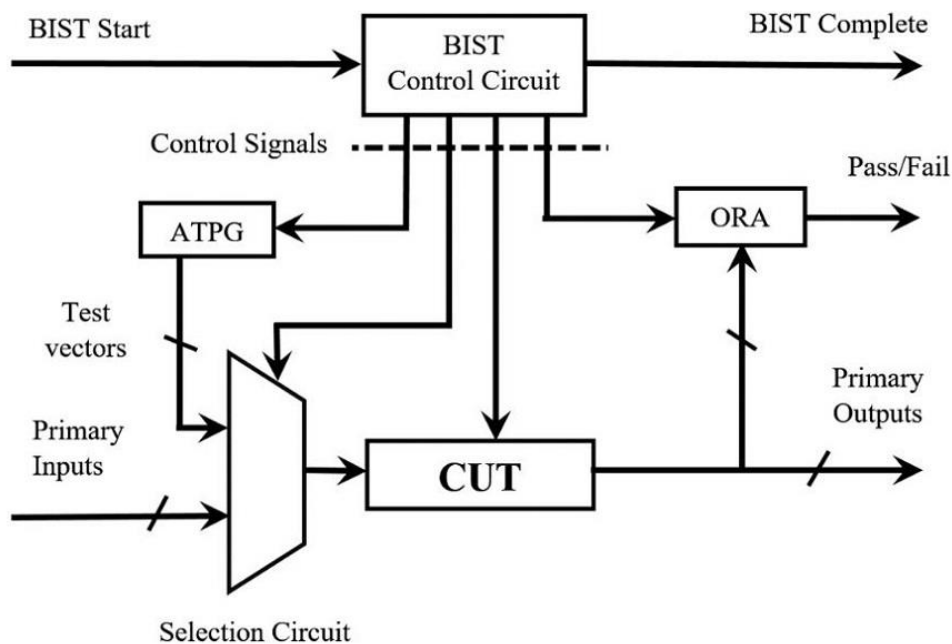 BIST Start
BIST
Control Circuit
BIST Complete
Control Signals
Pass/Fail
ATPG
ORA
Test
vectors
Primary
Inputs
Primary
Outputs
CUT
Selection Circuit